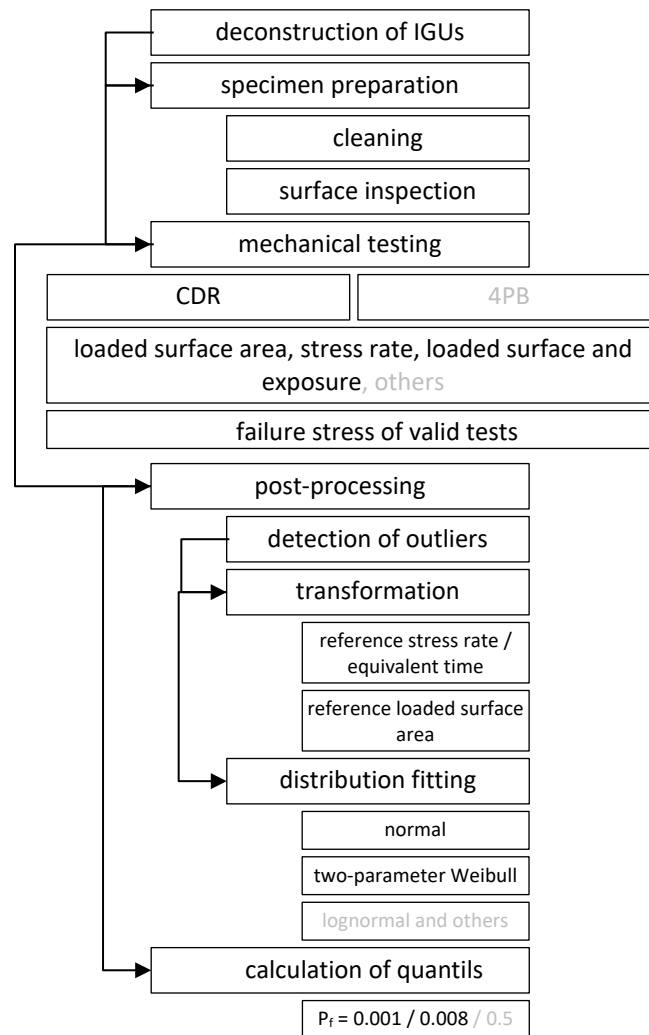 deconstruction of IGUs
specimen preparation
cleaning
surface inspection
mechanical testing
CDR
4PB
loaded surface area, stress rate, loaded surface and
exposure, others
failure stress of valid tests
post-processing
detection of outliers
transformation
reference stress rate /
equivalent time
reference loaded surface
area
distribution fitting
normal
two-parameter Weibull
lognormal and others
calculation of quantils
Pf = 0.001 / 0.008 / 0.5